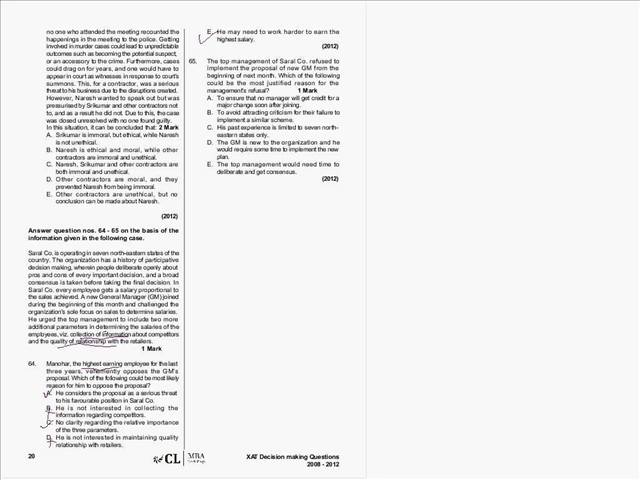 no one who attended the meeting recounted the
happenings in the meeting to the police. Getting
involved in murder cases could lead to unpredictable
outcomes such as becoming the potential suspect,
or an accessory to the crime. Furthermore, cases
could drag on for years, and one would have to
appear in court as witnesses in response to court's
summons. This, for a contractor, was a serious
threat to his business due to the disruptions created.
However, Naresh wanted to speak out but was
pressurised by Srikumar and other contractors not
to, and as a result he did not. Due to this, the case
was closed unresolved with no one found guilty.
In this situation, it can be concluded that: 2 Mark
A. Srikumar is immoral, but ethical, while Naresh
is not unethical.
B. Naresh is ethical and moral, while other
contractors are immoral and unethical.
C. Naresh, Srikumar and other contractors are
both immoral and unethical.
D. Other contractors are moral, and they
prevented Naresh from being immoral.
E. Other contractors are unethical, but no
conclusion can be made about Naresh.
(2012)
Answer question nos. 64 - 65 on the basis of the
information given in the following case.
Saral Co. is operating in seven north-eastern states of the
country. The organization has a history of participative
decision making, wherein people deliberate openly about
pros and cons of every important decision, and a broad
consensus is taken before taking the final decision. In
Saral Co. every employee gets a salary proportional to
the sales achieved. A new General Manager (GM) joined
during the beginning of this month and challenged the
organization's sole focus on sales to determine salaries.
He urged the top management to include two more
additional parameters in determining the salaries of the
employees, viz. collection of information about competitors
and the quality of relationship with the retailers.
1 Mark
64. Manohar, the highest earning employee for the last
three years, vehemently opposes the GM's
proposal. Which of the following could be most likely
reason for him to oppose the proposal?
A. He considers the proposal as a serious threat
to his favourable position in Saral Co.
B. He is not interested in collecting the
information regarding competitors.
C. No clarity regarding the relative importance
of the three parameters.
D. He is not interested in maintaining quality
relationship with retailers.
E. He may need to work harder to earn the
highest salary.
(2012)
65. The top management of Saral Co. refused to
implement the proposal of new GM from the
beginning of next month. Which of the following
could be the most justified reason for the
management's refusal? 1 Mark
A. To ensure that no manager will get credit for a
major change soon after joining.
B. To avoid attracting criticism for their failure to
implement a similar scheme.
C. His past experience is limited to seven north-
eastern states only.
D. The GM is new to the organization and he
would require some time to implement the new
plan.
E. The top management would need time to
deliberate and get consensus.
(2012)
20
CL MBA
XAT Decision making Questions
2008 - 2012